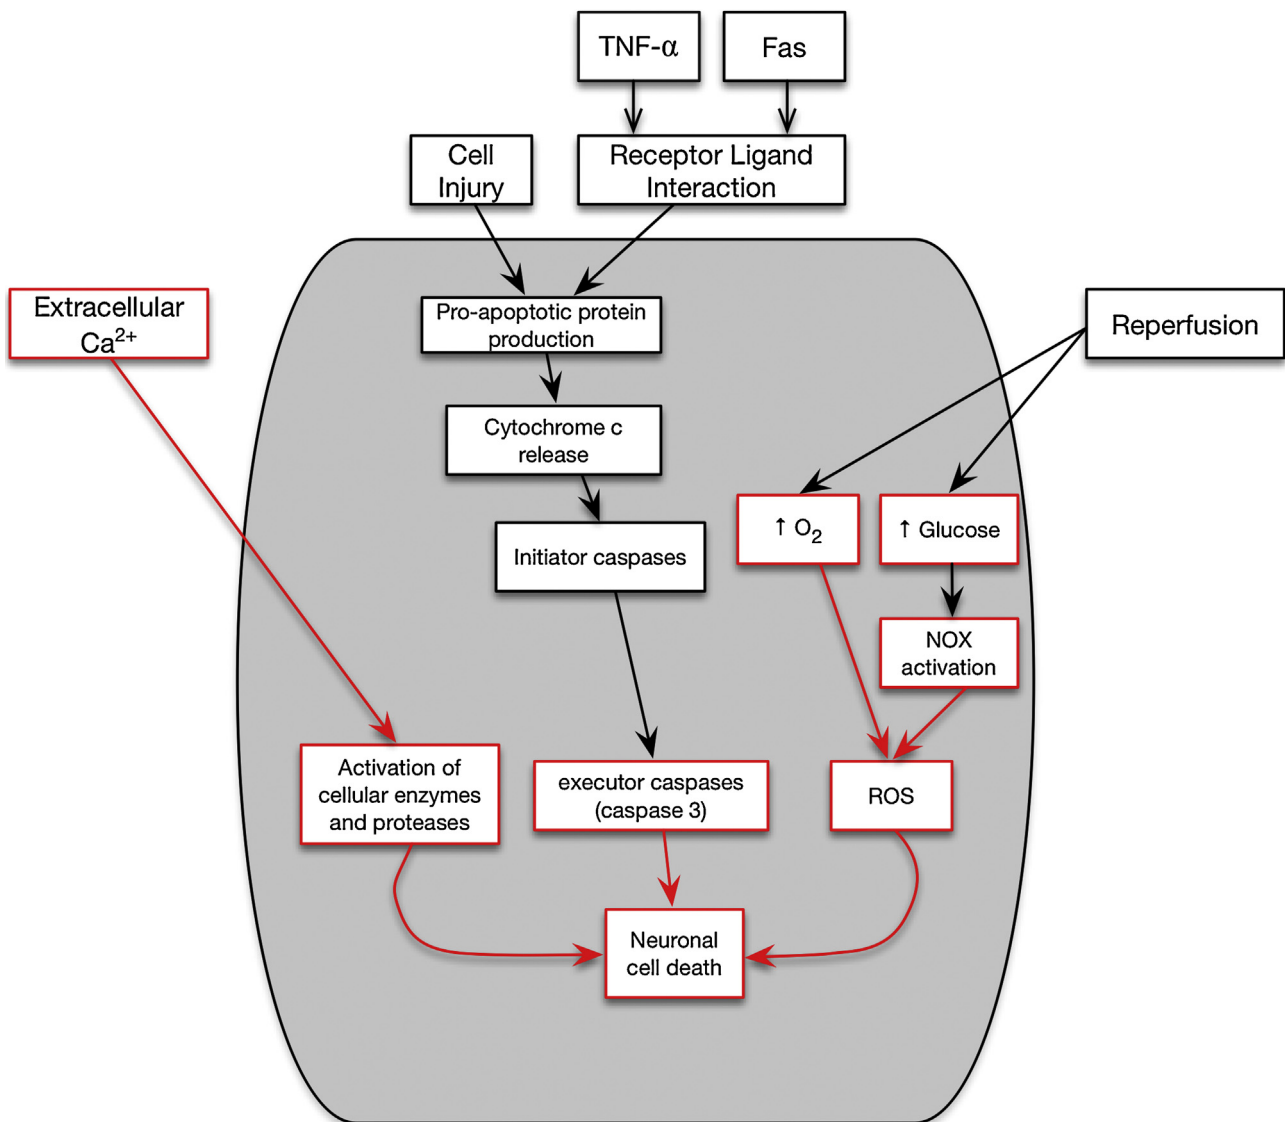 TNF-α
Fas
Cell
Injury
Receptor Ligand
Interaction
Extracellular
Ca²⁺
Pro-apoptotic protein
production
Reperfusion
Cytochrome c
release
↑ O₂
↑ Glucose
Initiator caspases
NOX
activation
Activation of
cellular enzymes
and proteases
executor caspases
(caspase 3)
ROS
Neuronal
cell death